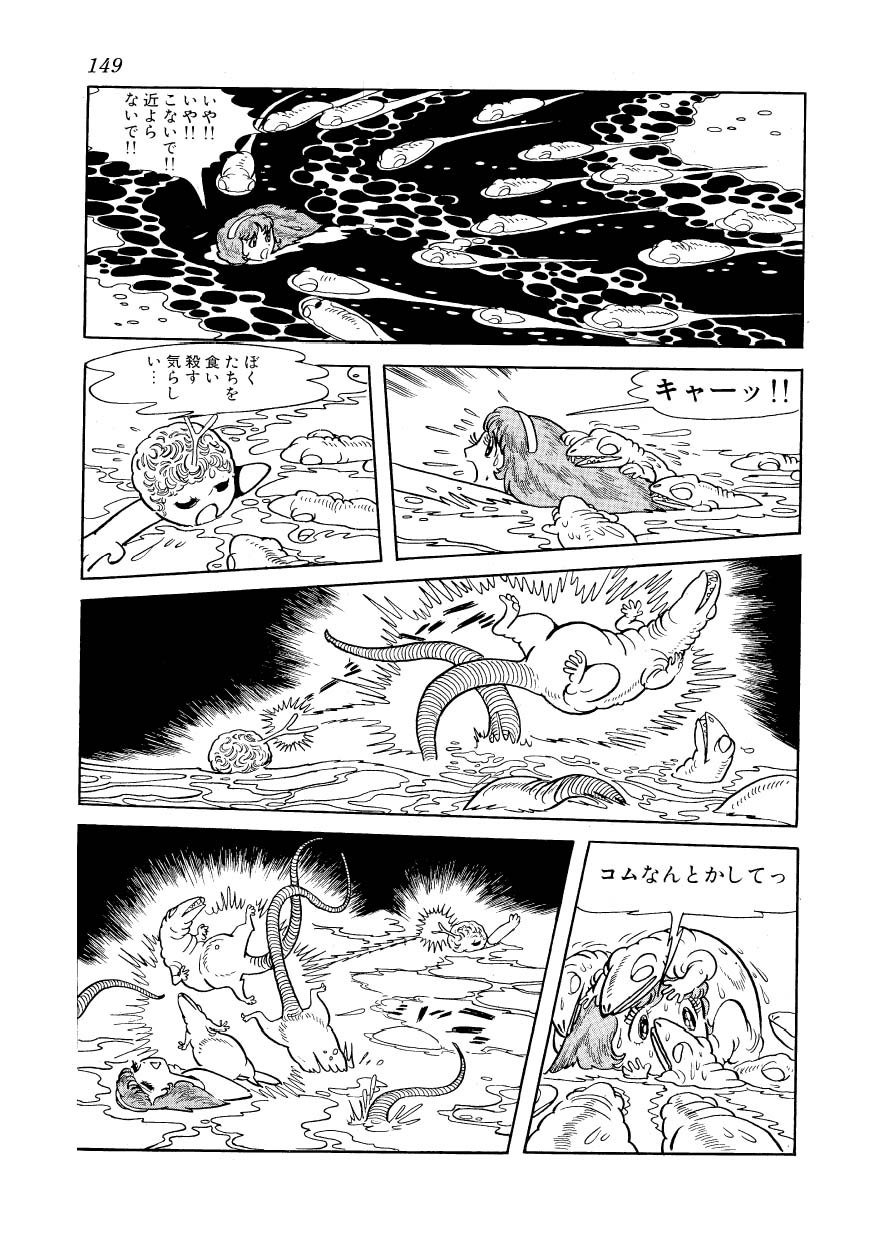 149
いや!!
いや!!
こないで!!
近よら
ないで!!
キャーッ!!
ぼく
たちを
食い
殺す
気らし
い…
コムなんとかしてっ